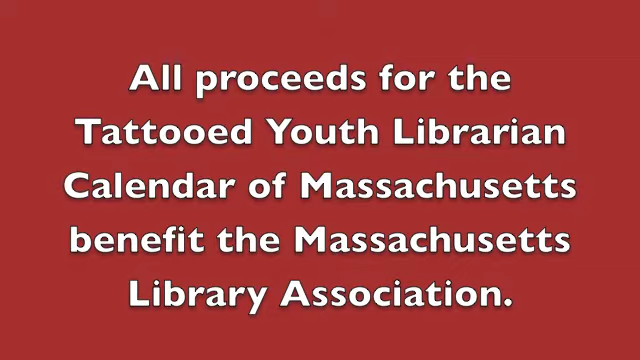 All proceeds for the
Tattooed Youth Librarian
Calendar of Massachusetts
benefit the Massachusetts
Library Association.